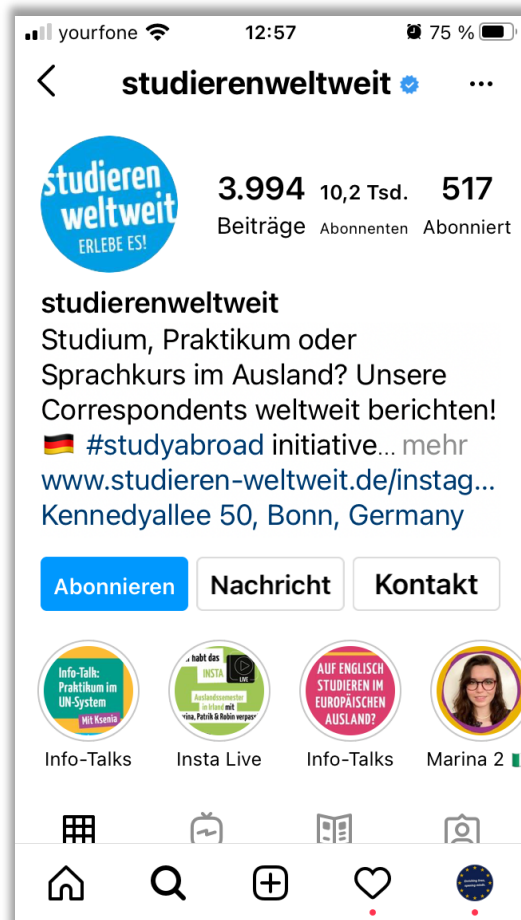 yourfone 12:57 75 %
studierenweltweit
studieren
weltweit
ERLEBE ES!
3.994 10,2 Tsd. 517
Beiträge Abonnenten Abonniert
studierenweltweit
Studium, Praktikum oder
Sprachkurs im Ausland? Unsere
Correspondents weltweit berichten!
#studyabroad initiative... mehr
www.studieren-weltweit.de/instag...
Kennedyallee 50, Bonn, Germany
Abonnieren Nachricht Kontakt
Info-Talk:
Praktikum im
UN-System
Mit Ksenia
habt das
INSTA
LIVE
Auslandssemester
in Irland mit
Patrik & Robin
AUF ENGLISCH
STUDIEREN IM
EUROPÄISCHEN
AUSLAND?
Info-Talks Insta Live Info-Talks Marina 2